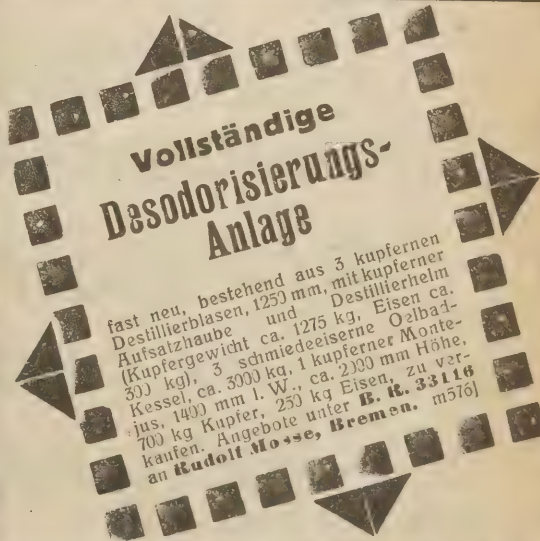 Vollständige
Desodorisierungs-
Anlage
fast neu, bestehend aus 3 kupfernen
Destillierblasen, 1250 mm, mit kupferner
Aufsatzhaube und Destillierhelm
(Kupfergewicht ca. 1275 kg, Eisen ca.
300 kg), 3 schmiedeeiserne Oelbad-
Kessel, ca. 3000 kg, 1 kupferner Monte-
jus, 1400 mm l. W., ca. 2000 mm Höhe,
700 kg Kupfer, 250 kg Eisen, zu ver-
kaufen. Angebote unter B. R. 33116
an Rudolf Mosse, Bremen. m576]